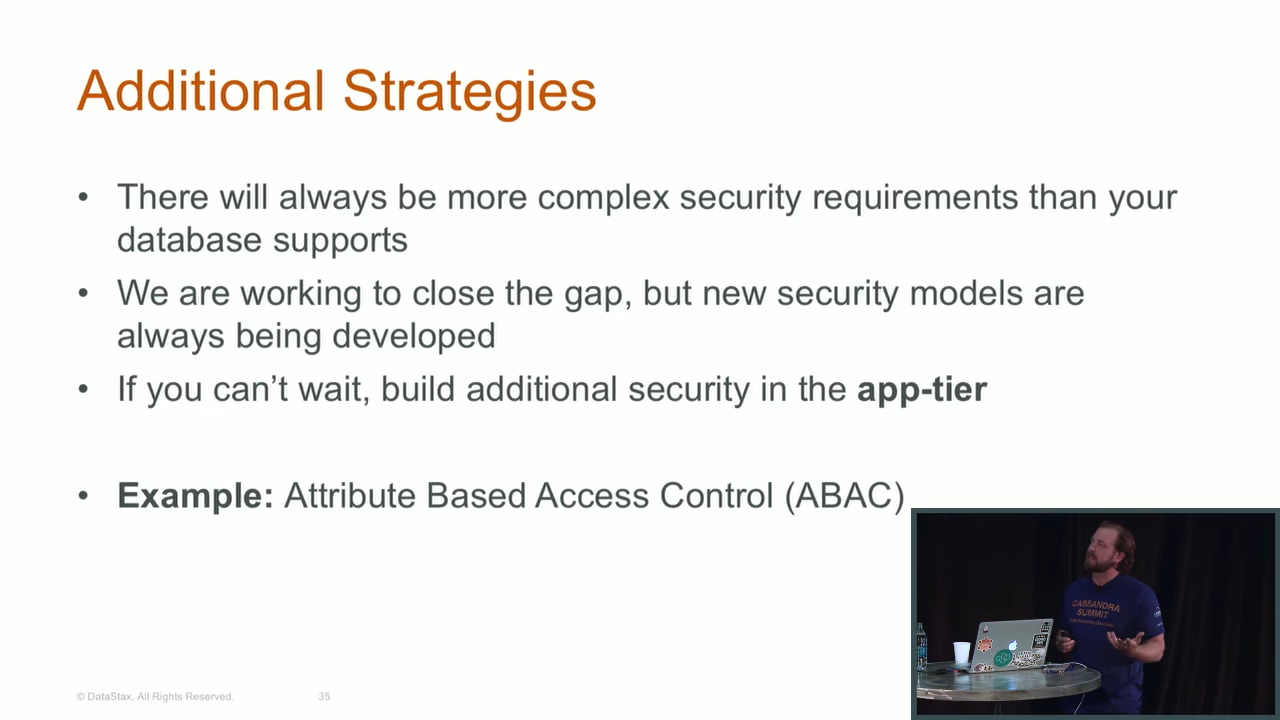 Additional Strategies
• There will always be more complex security requirements than your
database supports
• We are working to close the gap, but new security models are
always being developed
• If you can’t wait, build additional security in the app-tier
• Example: Attribute Based Access Control (ABAC)
CASSANDRA
SUMMIT
© DataStax, All Rights Reserved.
35